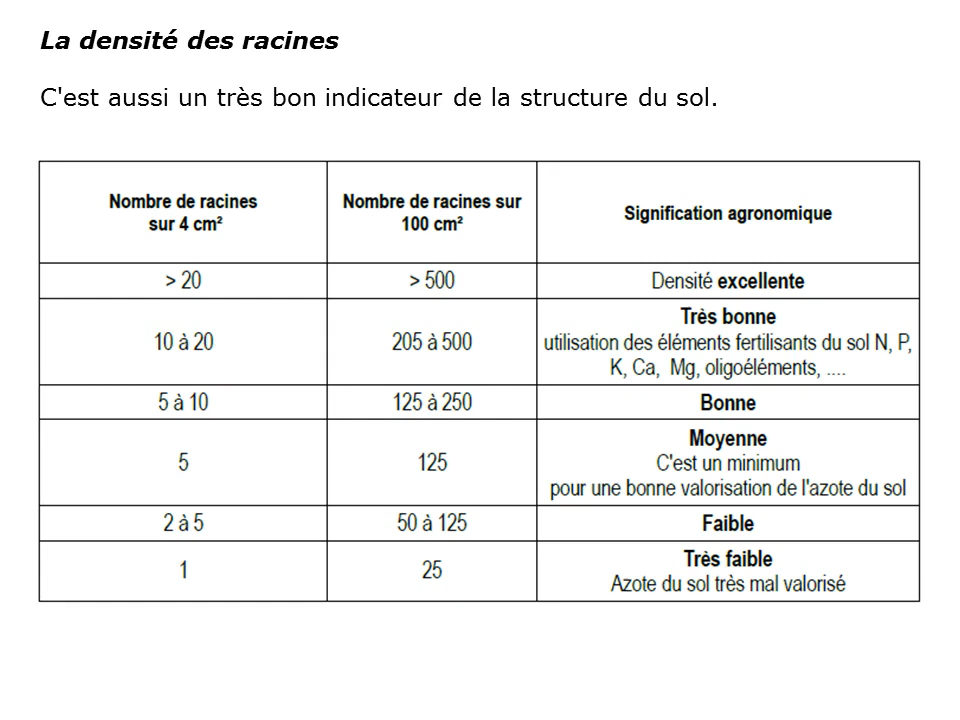 La densité des racines
C'est aussi un très bon indicateur de la structure du sol.
Nombre de racines
sur 4 cm²
Nombre de racines sur
100 cm²
Signification agronomique
> 20
> 500
Densité excellente
10 à 20
205 à 500
Très bonne
utilisation des éléments fertilisants du sol N, P,
K, Ca, Mg, oligoéléments, ....
5 à 10
125 à 250
Bonne
5
125
Moyenne
C'est un minimum
pour une bonne valorisation de l'azote du sol
2 à 5
50 à 125
Faible
1
25
Très faible
Azote du sol très mal valorisé